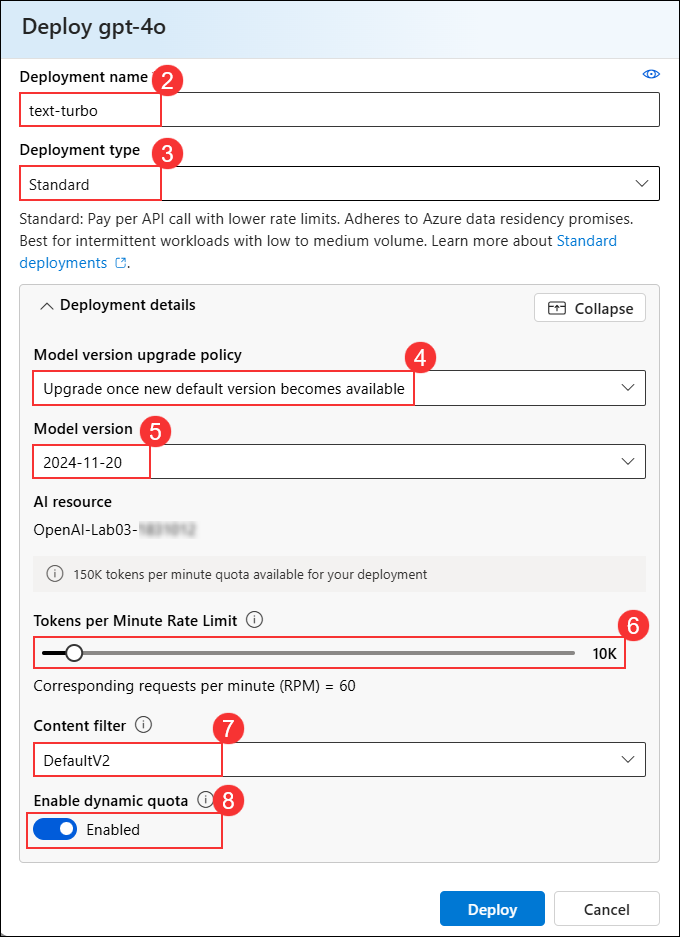 Deploy gpt-4o
Deployment name 2
text-turbo
Deployment type 3
Standard
Standard: Pay per API call with lower rate limits. Adheres to Azure data residency promises.
Best for intermittent workloads with low to medium volume. Learn more about Standard
deployments.
Deployment details
Collapse
Model version upgrade policy 4
Upgrade once new default version becomes available
Model version 5
2024-11-20
AI resource
OpenAI-Lab03-
150K tokens per minute quota available for your deployment
Tokens per Minute Rate Limit 6
10K
Corresponding requests per minute (RPM) = 60
Content filter 7
DefaultV2
Enable dynamic quota 8
Enabled
Deploy Cancel